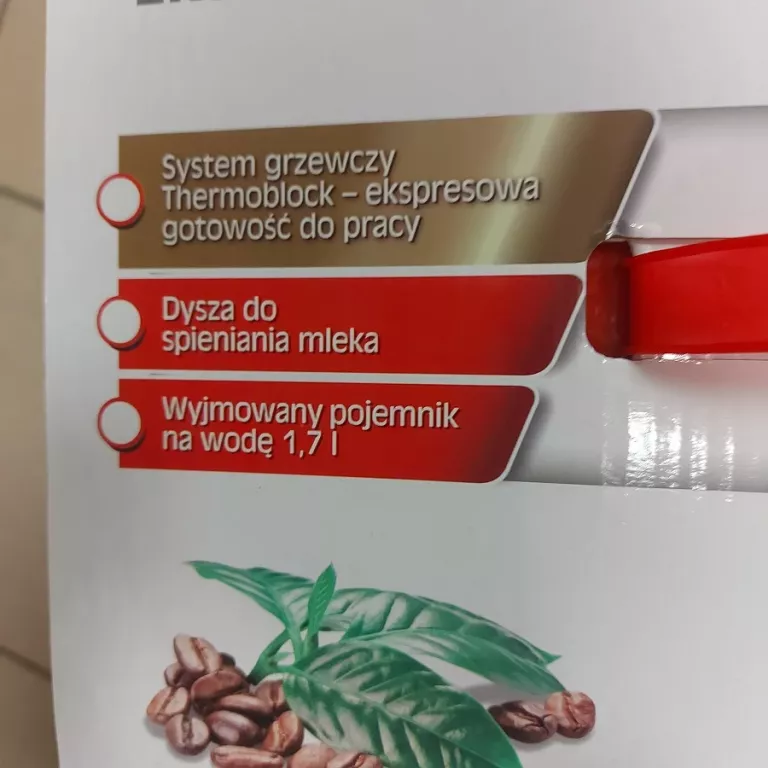 System grzewczy
Thermoblock – ekspresowa
gotowość do pracy
Dysza do
spieniania mleka
Wyjmowany pojemnik
na wodę 1,7 l